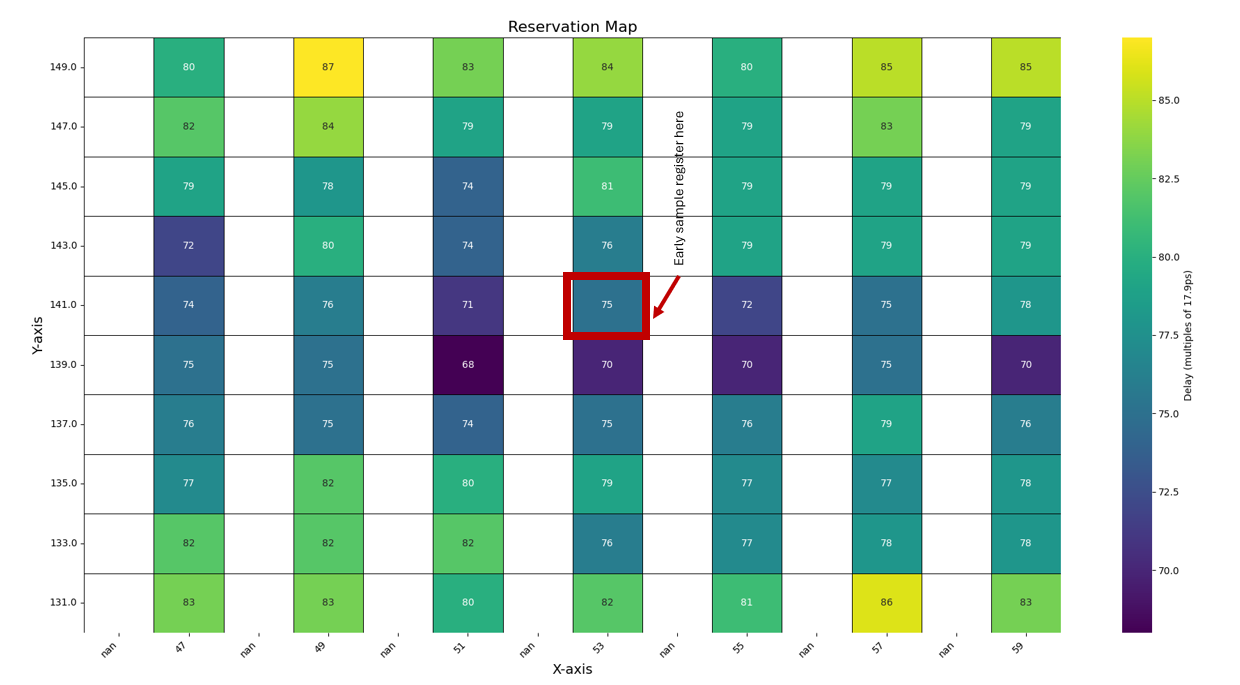 Reservation Map
149.0 80 87 83 84 80 85 85
147.0 82 84 79 79 79 83 79
145.0 79 78 74 81 79 79 79
143.0 72 80 74 76 79 79 79
141.0 74 76 71 75 72 75 78
139.0 75 75 68 70 70 75 70
137.0 76 75 74 75 76 79 76
135.0 77 82 80 79 77 77 78
133.0 82 82 82 76 77 78 78
131.0 83 83 80 82 81 86 83
nan 47 nan 49 nan 51 nan 53 nan 55 nan 57 nan 59
X-axis
Y-axis
Early sample register here
85.0
82.5
80.0
77.5
75.0
72.5
70.0
Delay (multiples of 17.9ps)